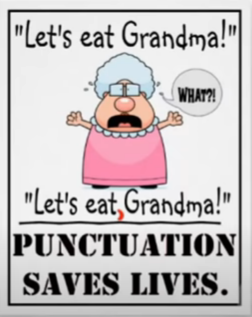 "Let's eat Grandma!"
WHAT?!
"Let's eat,Grandma!"
PUNCTUATION
SAVES LIVES.